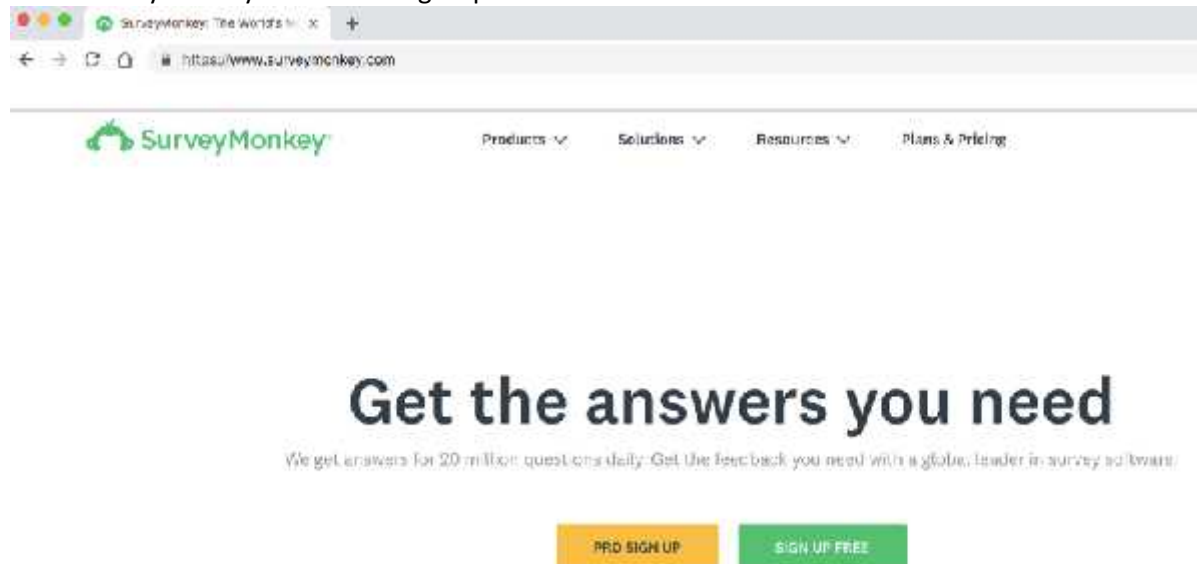 SurveyMonkey: The World's M
https://www.surveymonkey.com
SurveyMonkey
Products
Solutions
Resources
Plans & Pricing
Get the answers you need
We get answers for 20 million questions daily. Get the feedback you need with a global leader in survey software.
PRO SIGN UP
SIGN UP FREE